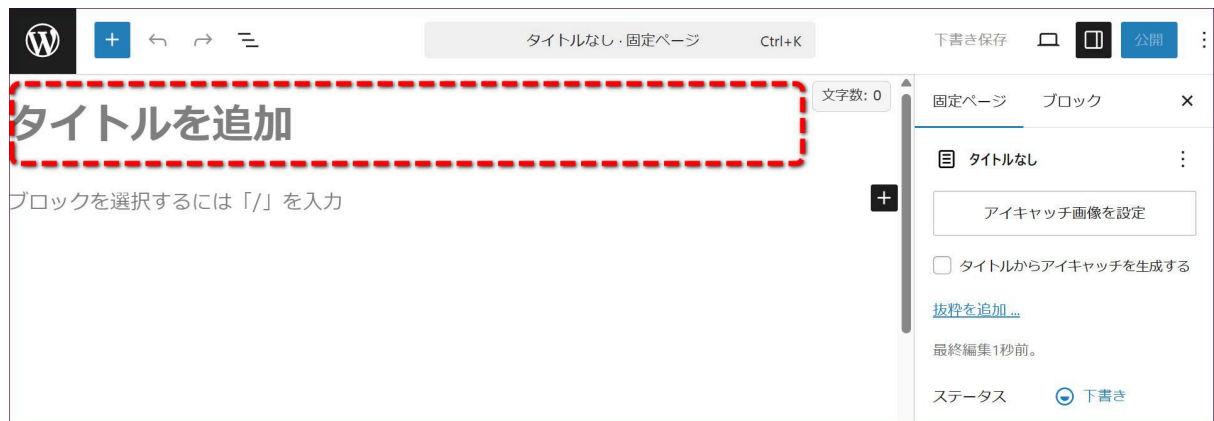 タイトルなし · 固定ページ Ctrl+K
下書き保存
公開
タイトルを追加
文字数: 0
ブロックを選択するには「/」を入力
固定ページ ブロック
タイトルなし
アイキャッチ画像を設定
タイトルからアイキャッチを生成する
抜粋を追加 ...
最終編集1秒前。
ステータス 下書き